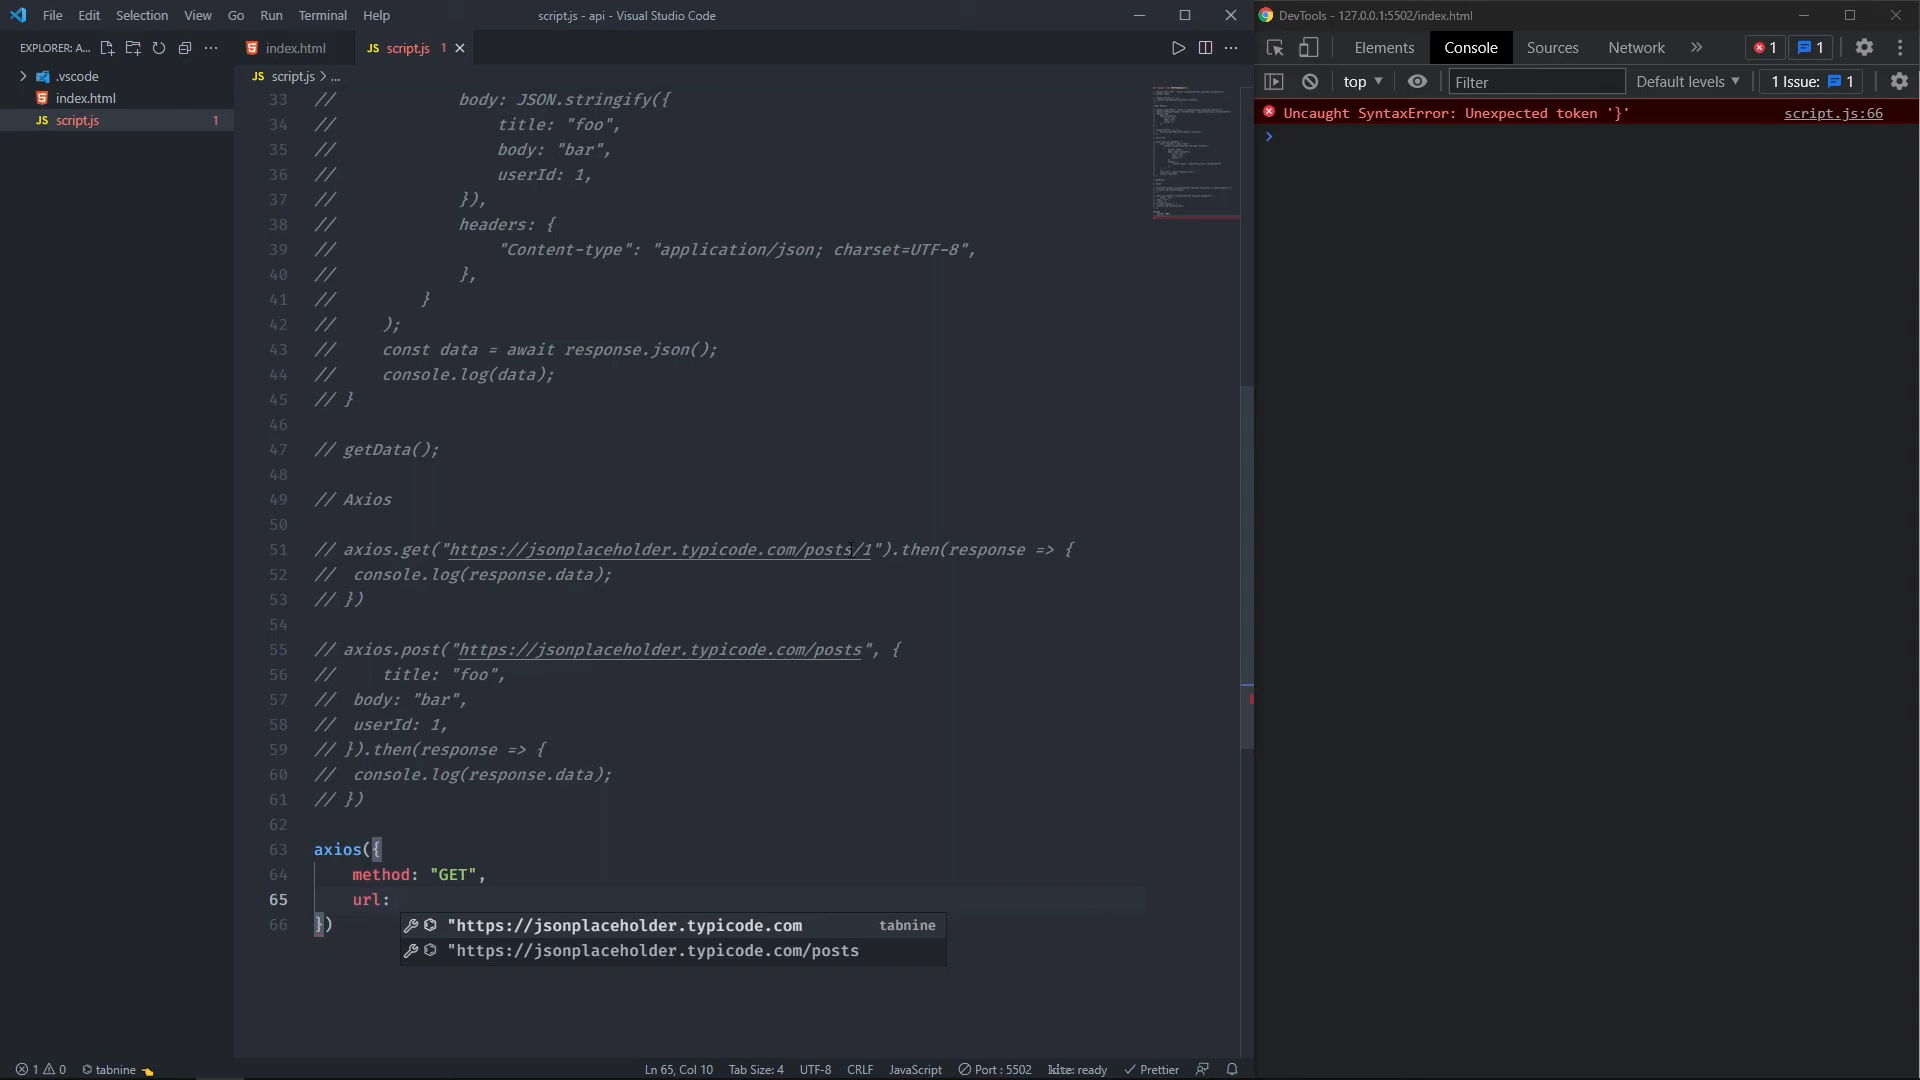 File Edit Selection View Go Run Terminal Help
script.js - api - Visual Studio Code
EXPLORER: A...
.vscode
index.html
script.js 1
index.html
JS script.js 1
JS script.js > ...
33 // body: JSON.stringify({
34 // title: "foo",
35 // body: "bar",
36 // userId: 1,
37 // }),
38 // headers: {
39 // "Content-type": "application/json; charset=UTF-8",
40 // },
41 // }
42 // );
43 // const data = await response.json();
44 // console.log(data);
45 // }
46
47 // getData();
48
49 // Axios
50
51 // axios.get("https://jsonplaceholder.typicode.com/posts/1").then(response => {
52 // console.log(response.data);
53 // })
54
55 // axios.post("https://jsonplaceholder.typicode.com/posts", {
56 // title: "foo",
57 // body: "bar",
58 // userId: 1,
59 // }).then(response => {
60 // console.log(response.data);
61 // })
62
63 axios({
64 method: "GET",
65 url:
66 })
"https://jsonplaceholder.typicode.com tabnine
"https://jsonplaceholder.typicode.com/posts
1 0 tabnine
Ln 65, Col 10 Tab Size: 4 UTF-8 CRLF JavaScript Port : 5502 kite: ready Prettier
DevTools - 127.0.0.1:5502/index.html
Elements Console Sources Network » 1 1
top Filter Default levels 1 Issue: 1
Uncaught SyntaxError: Unexpected token '}' script.js:66